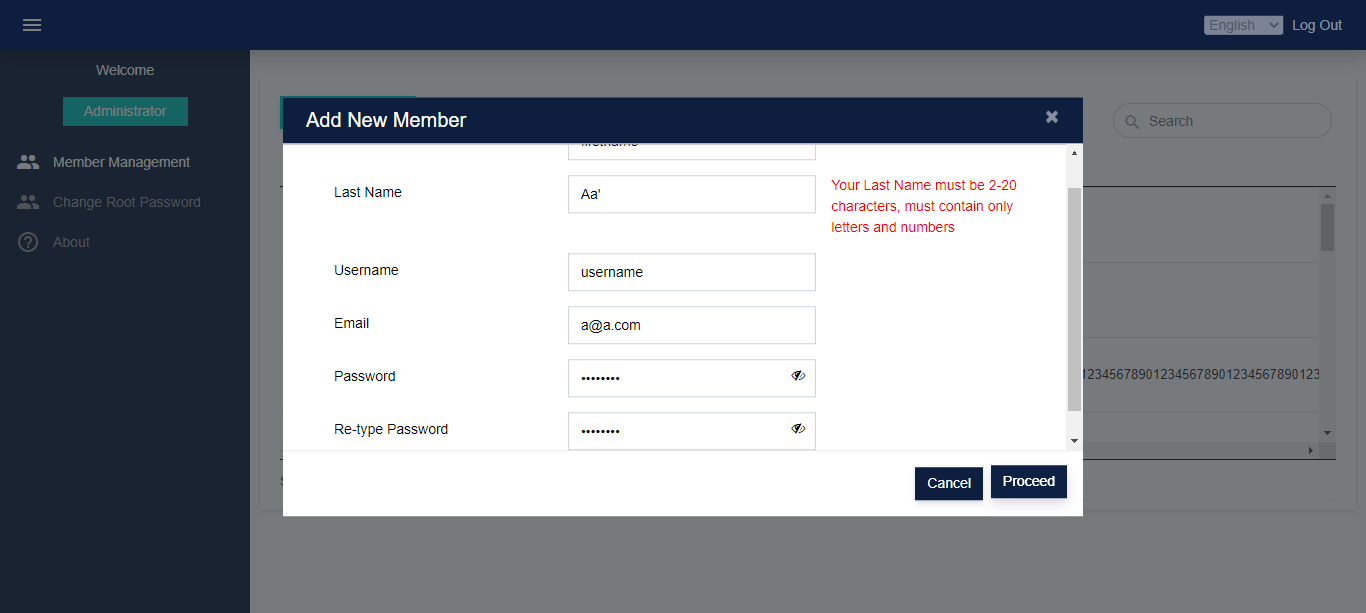 English
Log Out
Welcome
Administrator
Member Management
Change Root Password
About
Search
Add New Member
Last Name
Aa'
Your Last Name must be 2-20
characters, must contain only
letters and numbers
Username
username
Email
a@a.com
Password
••••••••
Re-type Password
••••••••
Cancel
Proceed